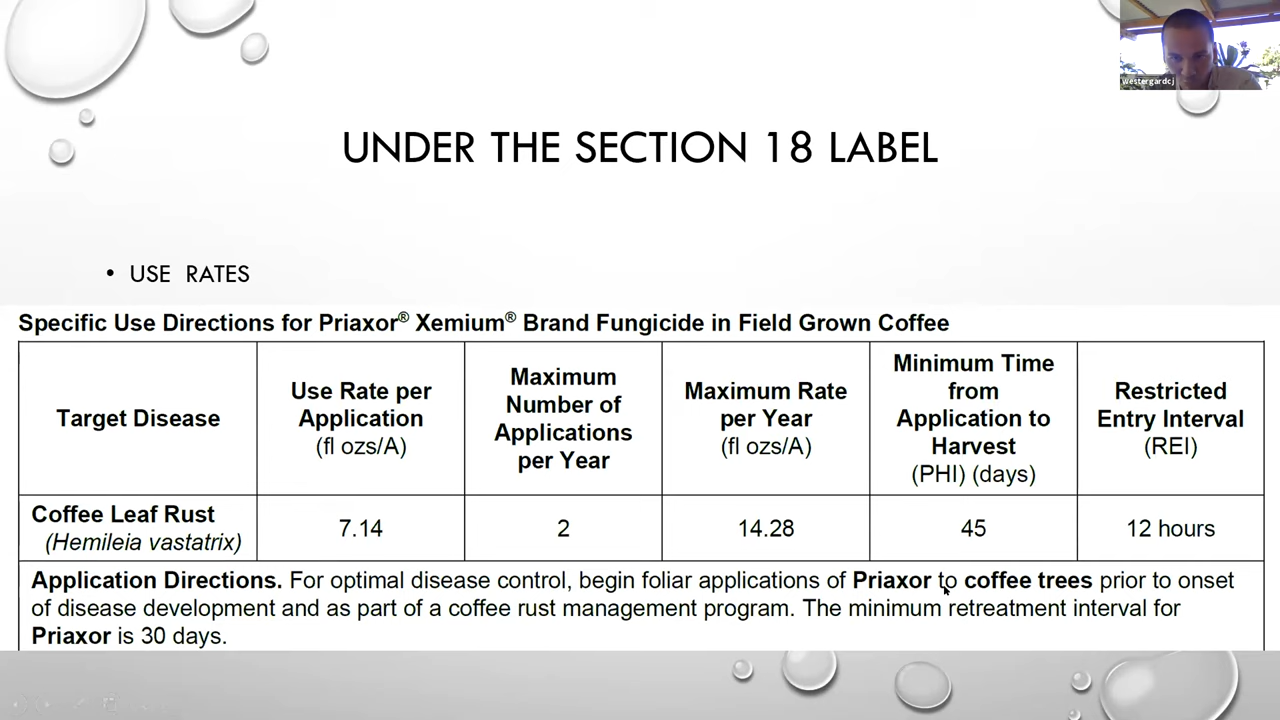 westergardcj
UNDER THE SECTION 18 LABEL
• USE RATES
Specific Use Directions for Priaxor® Xemium® Brand Fungicide in Field Grown Coffee
Target Disease
Use Rate per
Application
(fl ozs/A)
Maximum
Number of
Applications
per Year
Maximum Rate
per Year
(fl ozs/A)
Minimum Time
from
Application to
Harvest
(PHI) (days)
Restricted
Entry Interval
(REI)
Coffee Leaf Rust
(Hemileia vastatrix)
7.14
2
14.28
45
12 hours
Application Directions. For optimal disease control, begin foliar applications of Priaxor to coffee trees prior to onset
of disease development and as part of a coffee rust management program. The minimum retreatment interval for
Priaxor is 30 days.